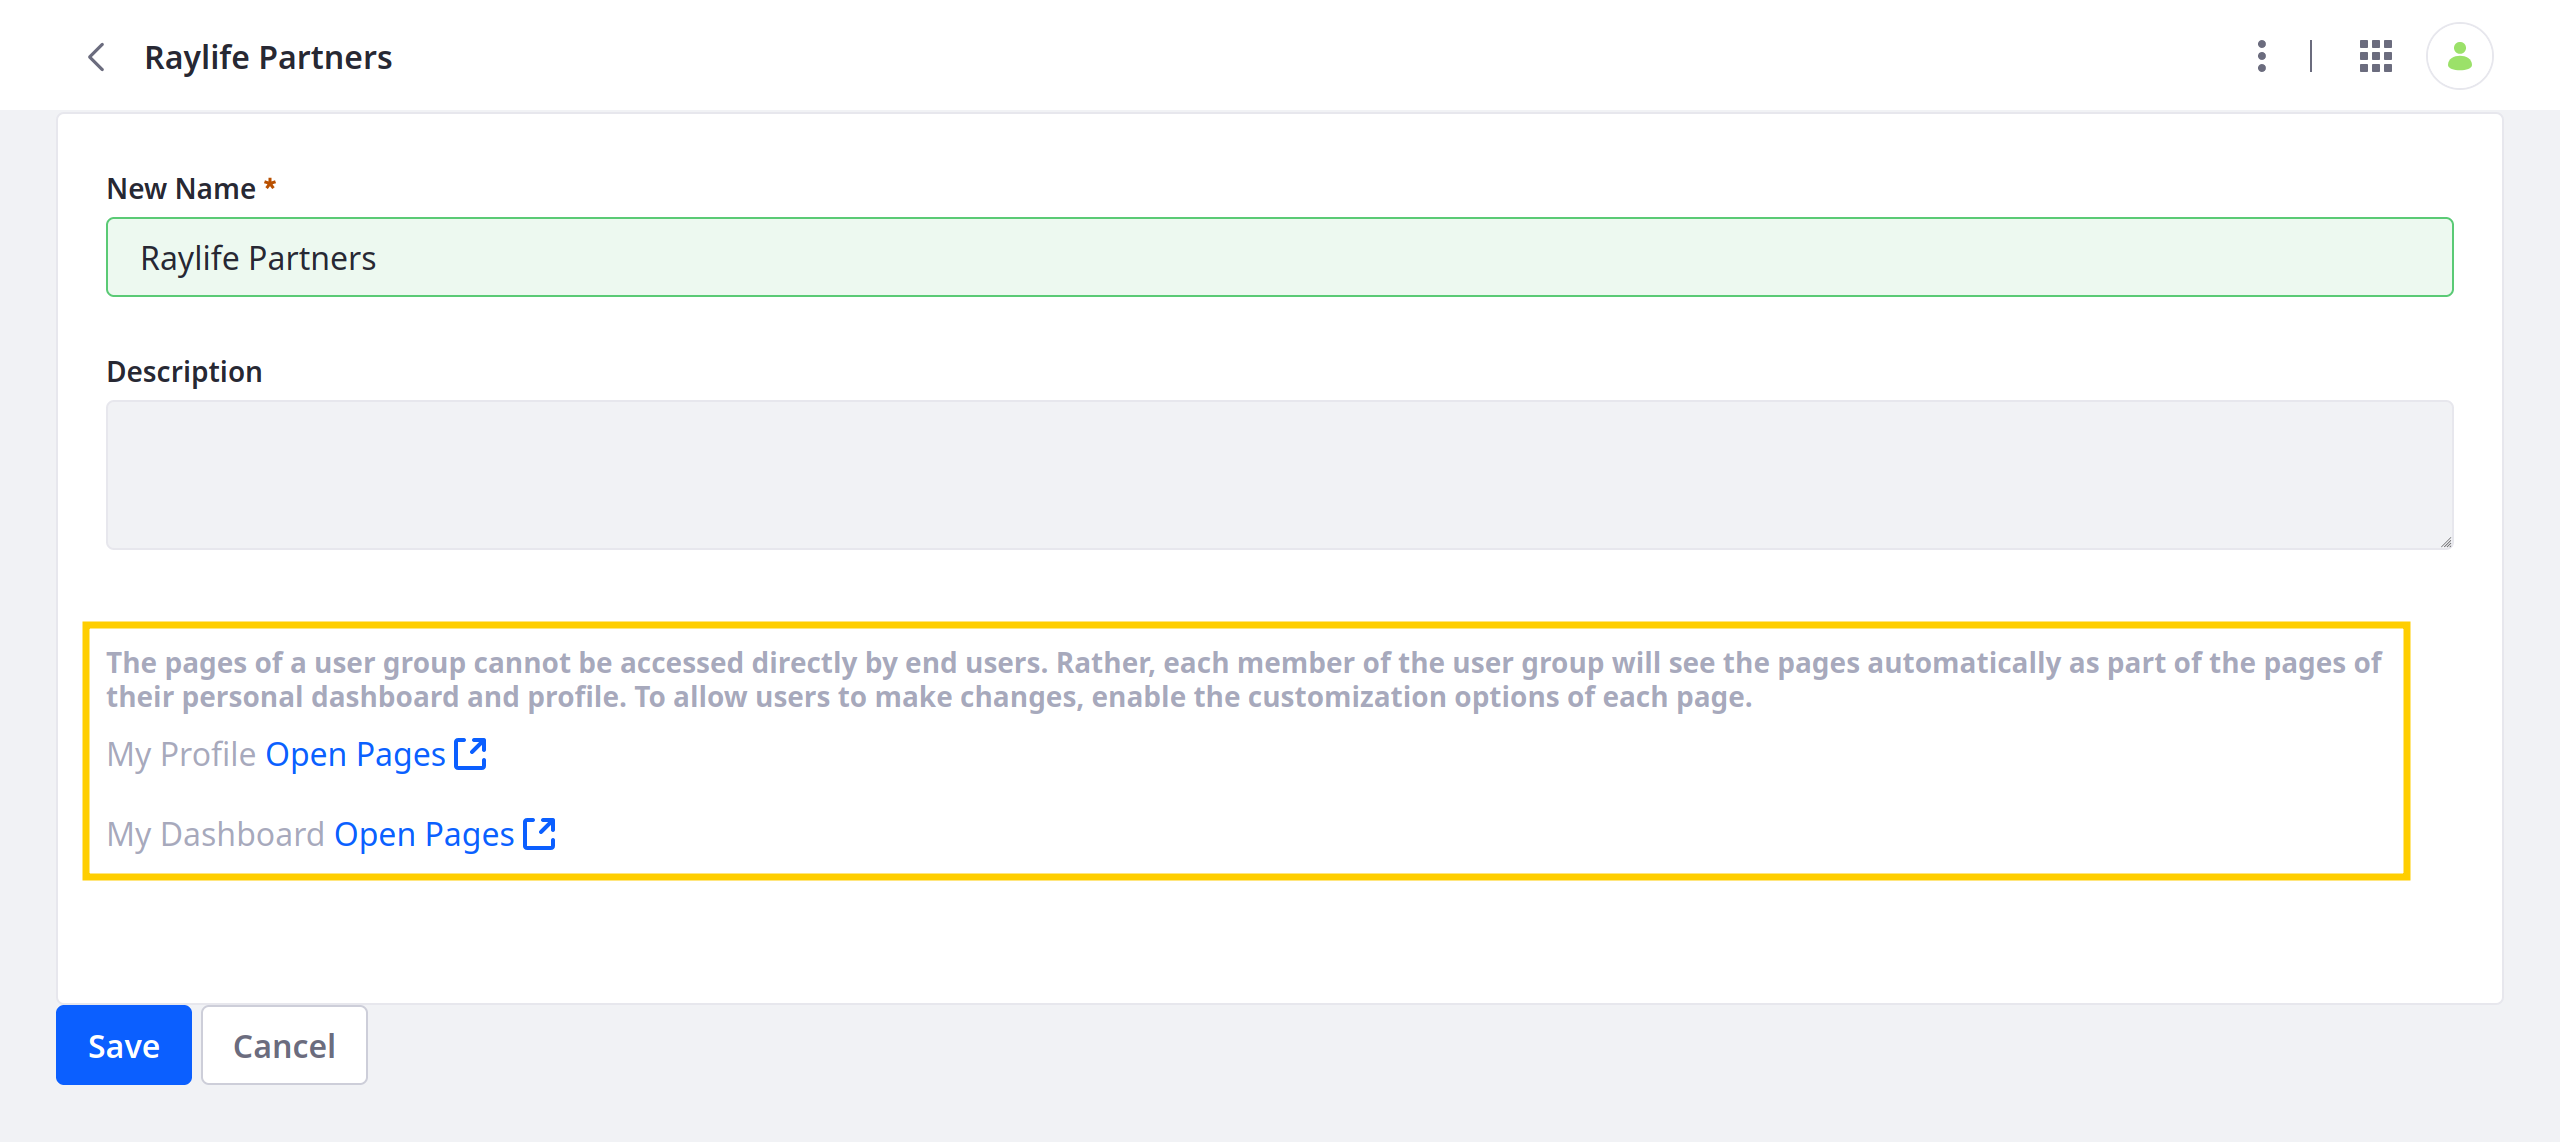 Raylife Partners
New Name *
Raylife Partners
Description
The pages of a user group cannot be accessed directly by end users. Rather, each member of the user group will see the pages automatically as part of the pages of
their personal dashboard and profile. To allow users to make changes, enable the customization options of each page.
My Profile Open Pages
My Dashboard Open Pages
Save Cancel